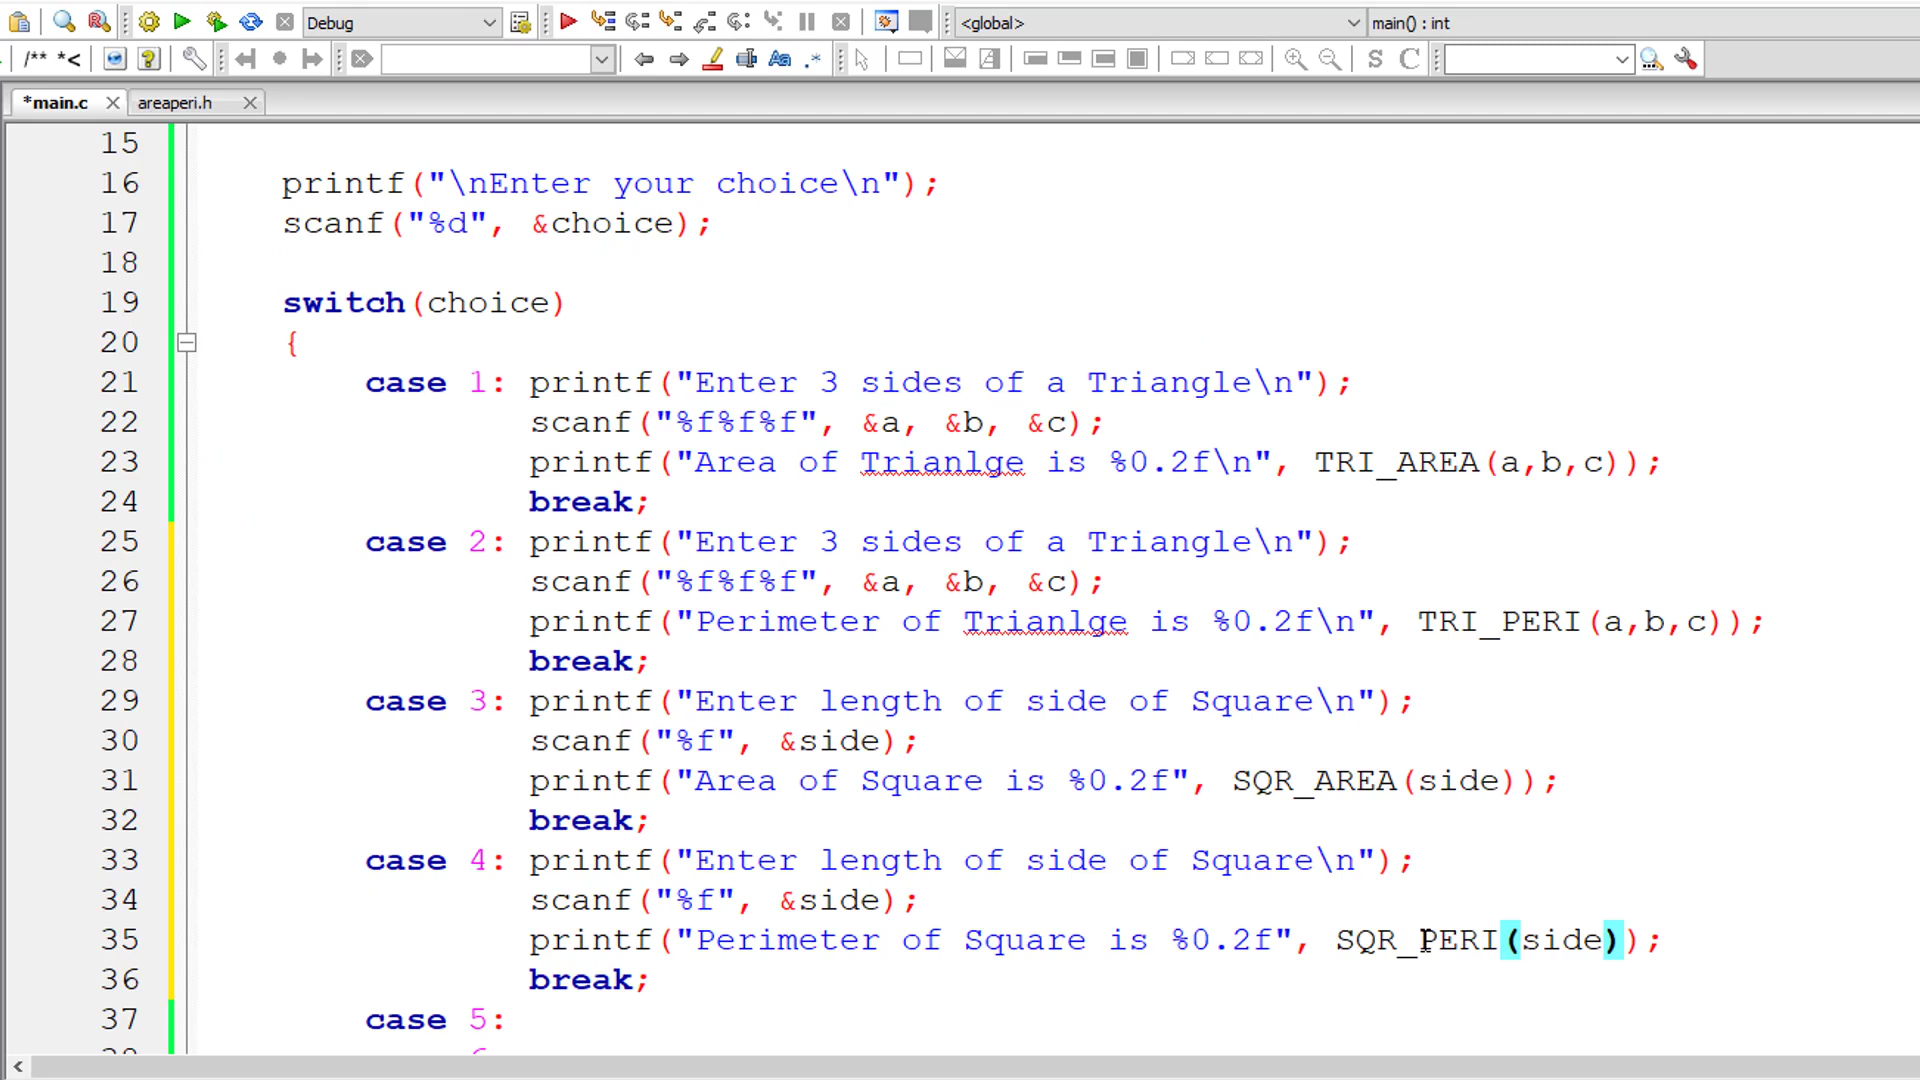 Debug
<global>
main() : int
/** *<
Aa
.*
S
C
*main.c
areaperi.h
15
16 printf("\nEnter your choice\n");
17 scanf("%d", &choice);
18
19 switch(choice)
20 {
21 case 1: printf("Enter 3 sides of a Triangle\n");
22 scanf("%f%f%f", &a, &b, &c);
23 printf("Area of Trianlge is %0.2f\n", TRI_AREA(a,b,c));
24 break;
25 case 2: printf("Enter 3 sides of a Triangle\n");
26 scanf("%f%f%f", &a, &b, &c);
27 printf("Perimeter of Trianlge is %0.2f\n", TRI_PERI(a,b,c));
28 break;
29 case 3: printf("Enter length of side of Square\n");
30 scanf("%f", &side);
31 printf("Area of Square is %0.2f", SQR_AREA(side));
32 break;
33 case 4: printf("Enter length of side of Square\n");
34 scanf("%f", &side);
35 printf("Perimeter of Square is %0.2f", SQR_PERI(side));
36 break;
37 case 5: